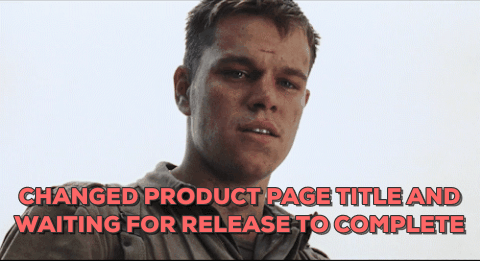 CHANGED PRODUCT PAGE TITLE AND
WAITING FOR RELEASE TO COMPLETE